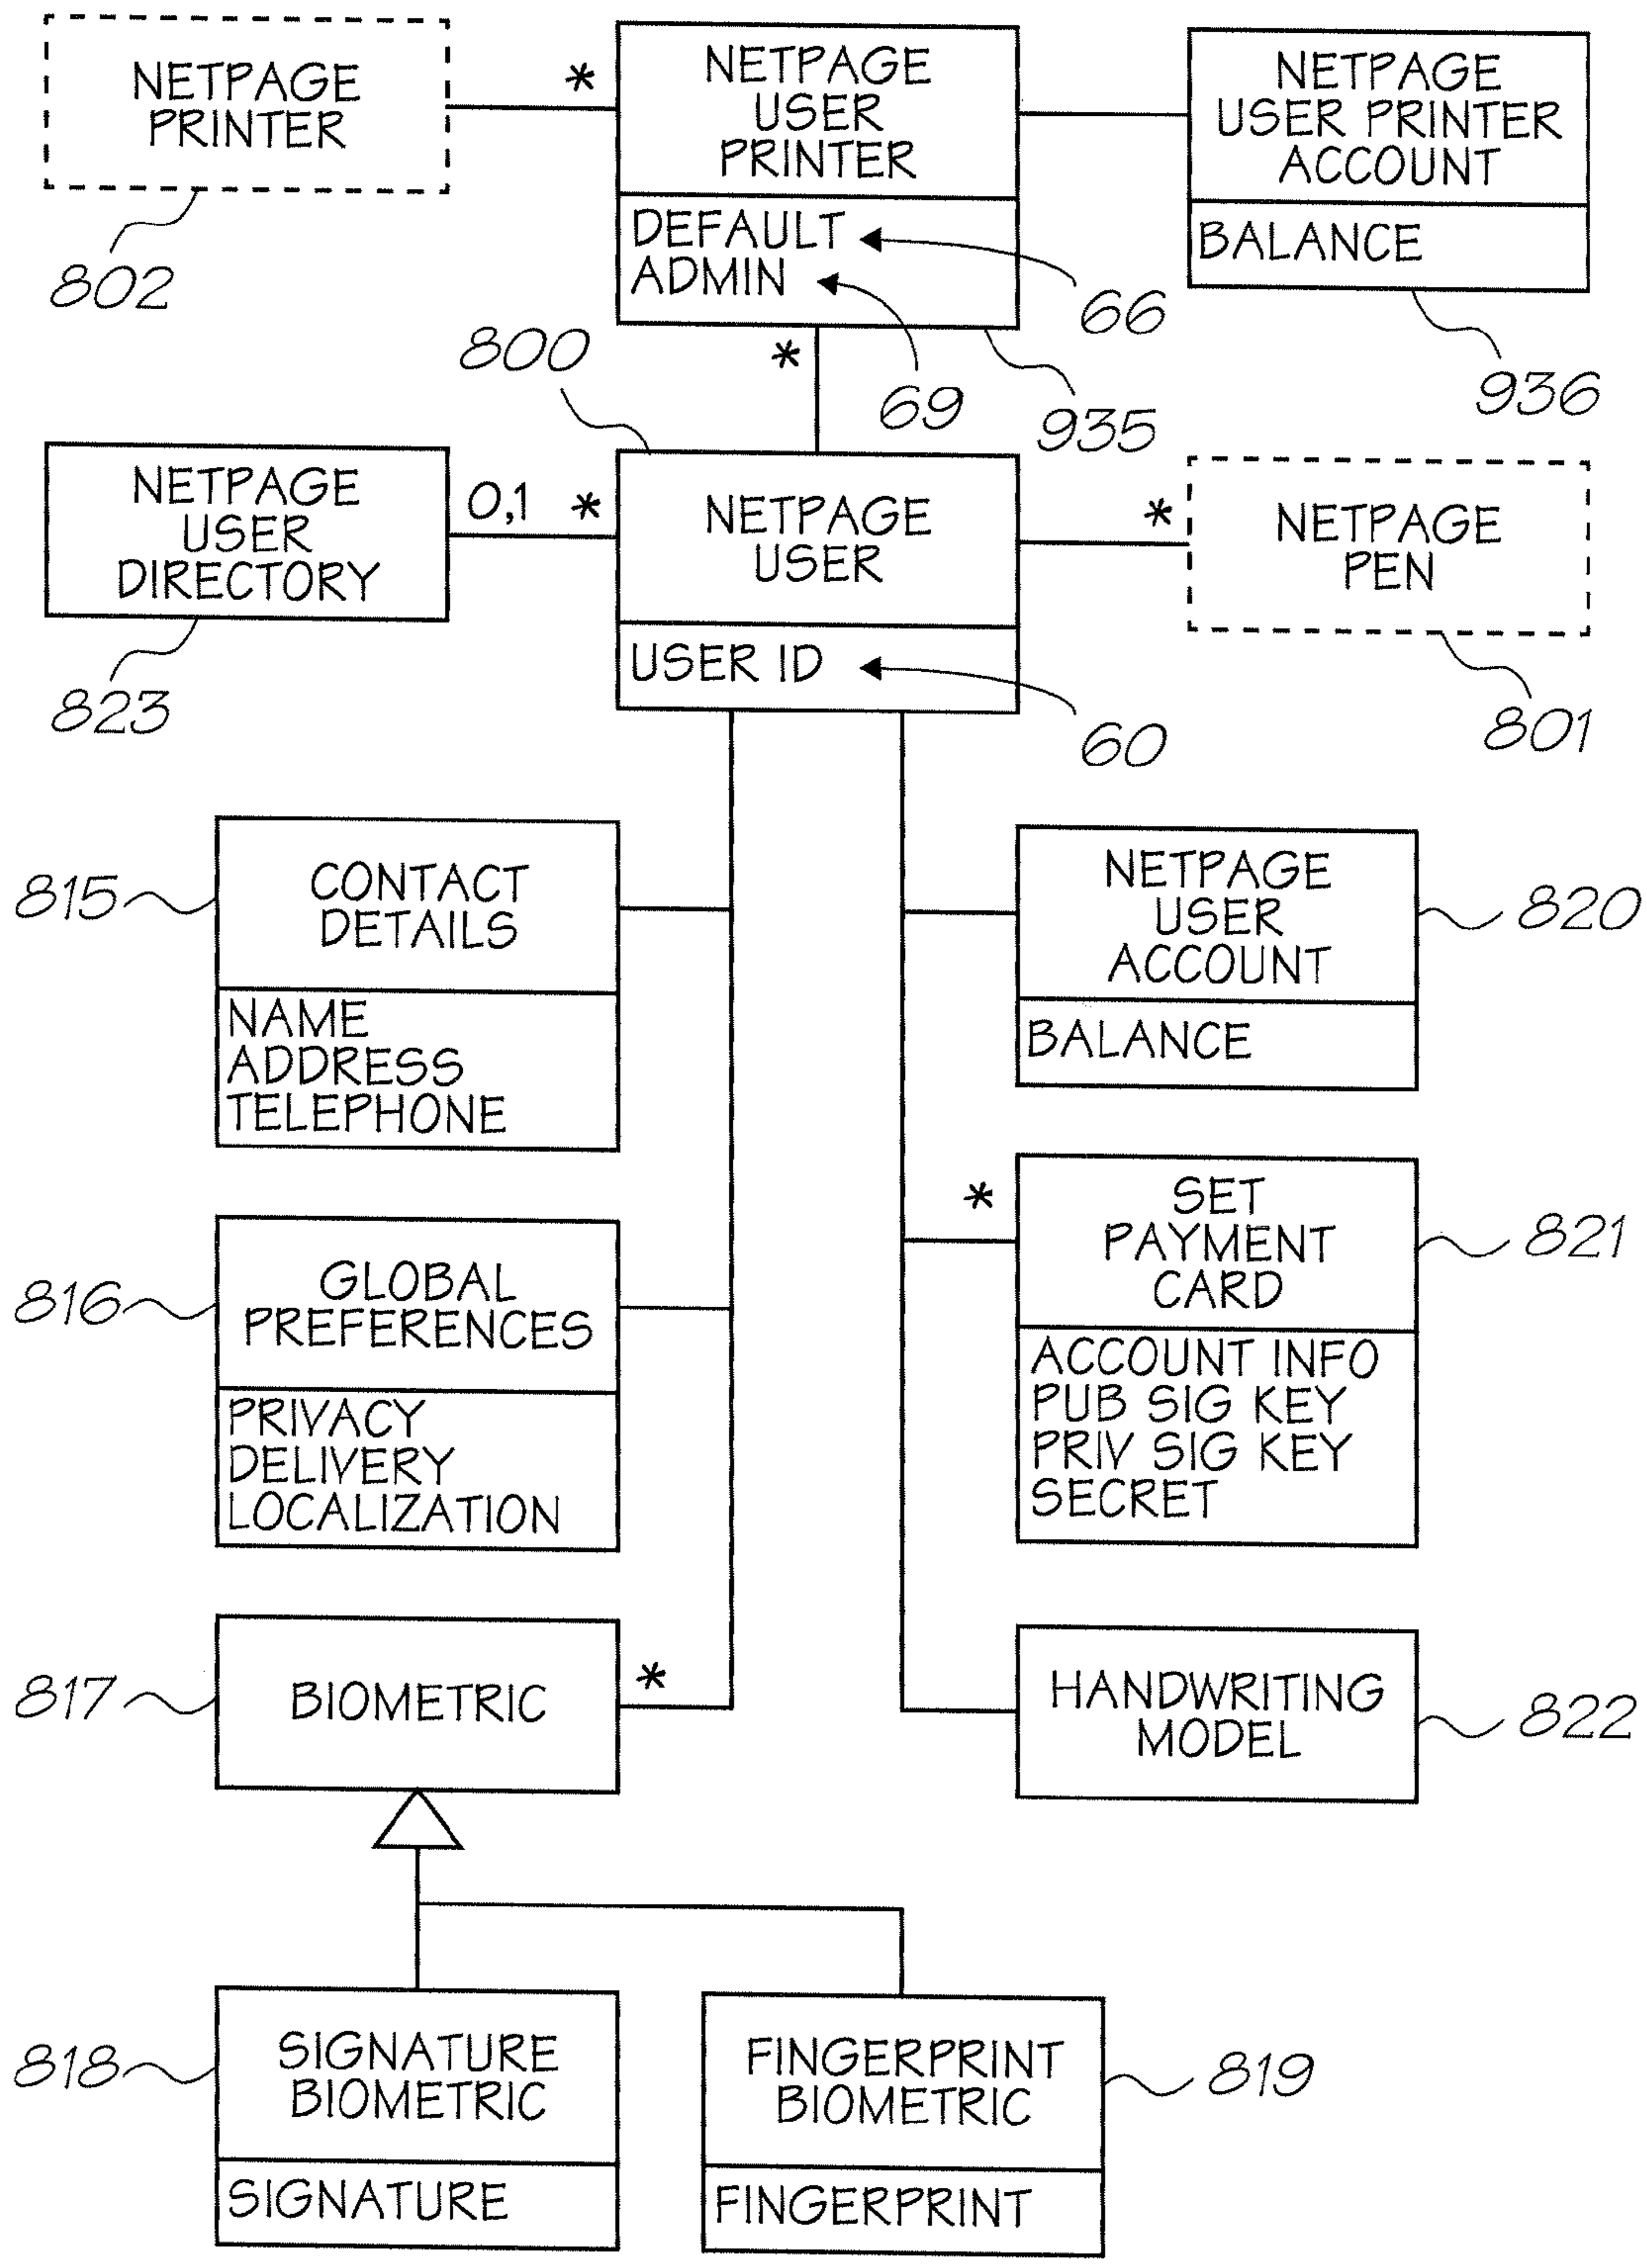 NETPAGE
PRINTER
802
*
NETPAGE
USER
PRINTER
DEFAULT
ADMIN
66
69
935
NETPAGE
USER PRINTER
ACCOUNT
BALANCE
936
*
800
NETPAGE
USER
DIRECTORY
823
0,1 *
NETPAGE
USER
USER ID
60
*
NETPAGE
PEN
801
815
CONTACT
DETAILS
NAME
ADDRESS
TELEPHONE
NETPAGE
USER
ACCOUNT
BALANCE
820
816
GLOBAL
PREFERENCES
PRIVACY
DELIVERY
LOCALIZATION
*
SET
PAYMENT
CARD
ACCOUNT INFO
PUB SIG KEY
PRIV SIG KEY
SECRET
821
817
BIOMETRIC
*
HANDWRITING
MODEL
822
818
SIGNATURE
BIOMETRIC
SIGNATURE
FINGERPRINT
BIOMETRIC
FINGERPRINT
819